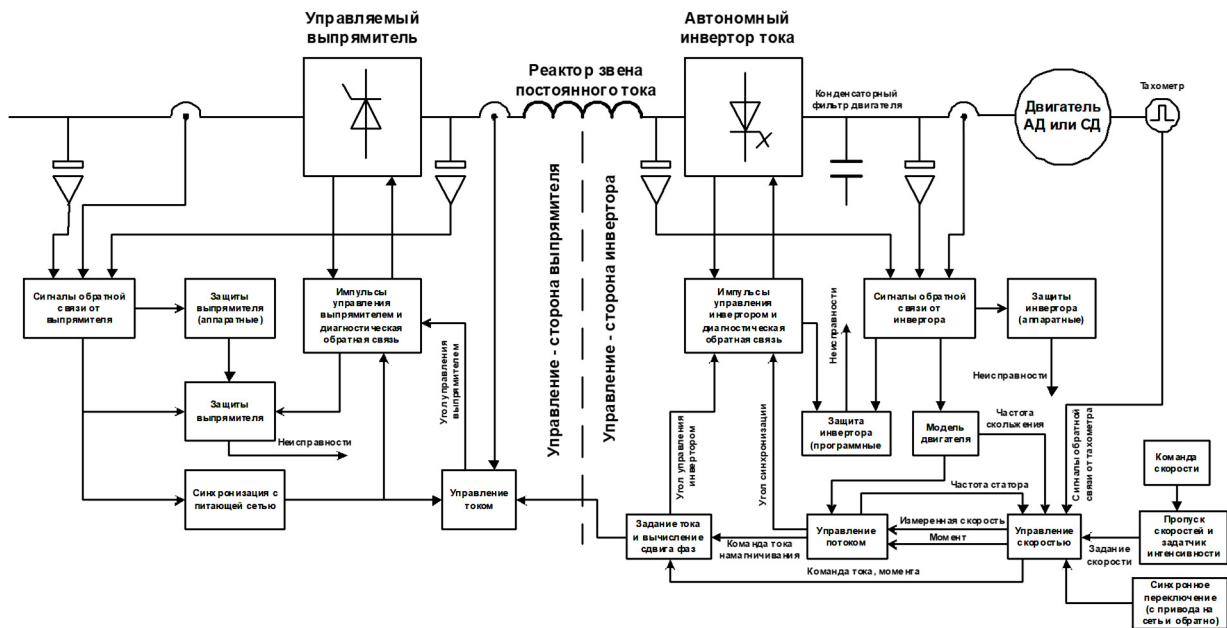 Управляемый
выпрямитель
Автономный
инвертор тока
Реактор звена
постоянного тока
Конденсаторный
фильтр двигателя
Двигатель
АД или СД
Тахометр
Управление - сторона выпрямителя
Управление - сторона инвертора
Сигналы обратной
связи от
выпрямителя
Защиты
выпрямителя
(аппаратные)
Импульсы
управления
выпрямителем и
диагностическая
обратная связь
Угол управления
выпрямителем
Защиты
выпрямителя
Неисправности
Синхронизация с
питающей сетью
Управление
током
Импульсы
управления
инвертором и
диагностическая
обратная связь
Неисправности
Сигналы обратной
связи от
инвертора
Защиты
инвертора
(аппаратные)
Неисправности
Угол управления
инвертором
Угол синхронизации
Защита
инвертора
(программные
Модель
двигателя
Частота
скольжения
Сигналы обратной
связи от тахометра
Команда
скорости
Частота статора
Задание тока
и вычисление
сдвига фаз
Команда тока
намагничивания
Управление
потоком
Измеренная скорость
Момент
Управление
скоростью
Задание
скорости
Пропуск
скоростей и
задатчик
интенсивности
Команда тока, момента
Синхронное
переключение
(с привода на
сеть и обратно)